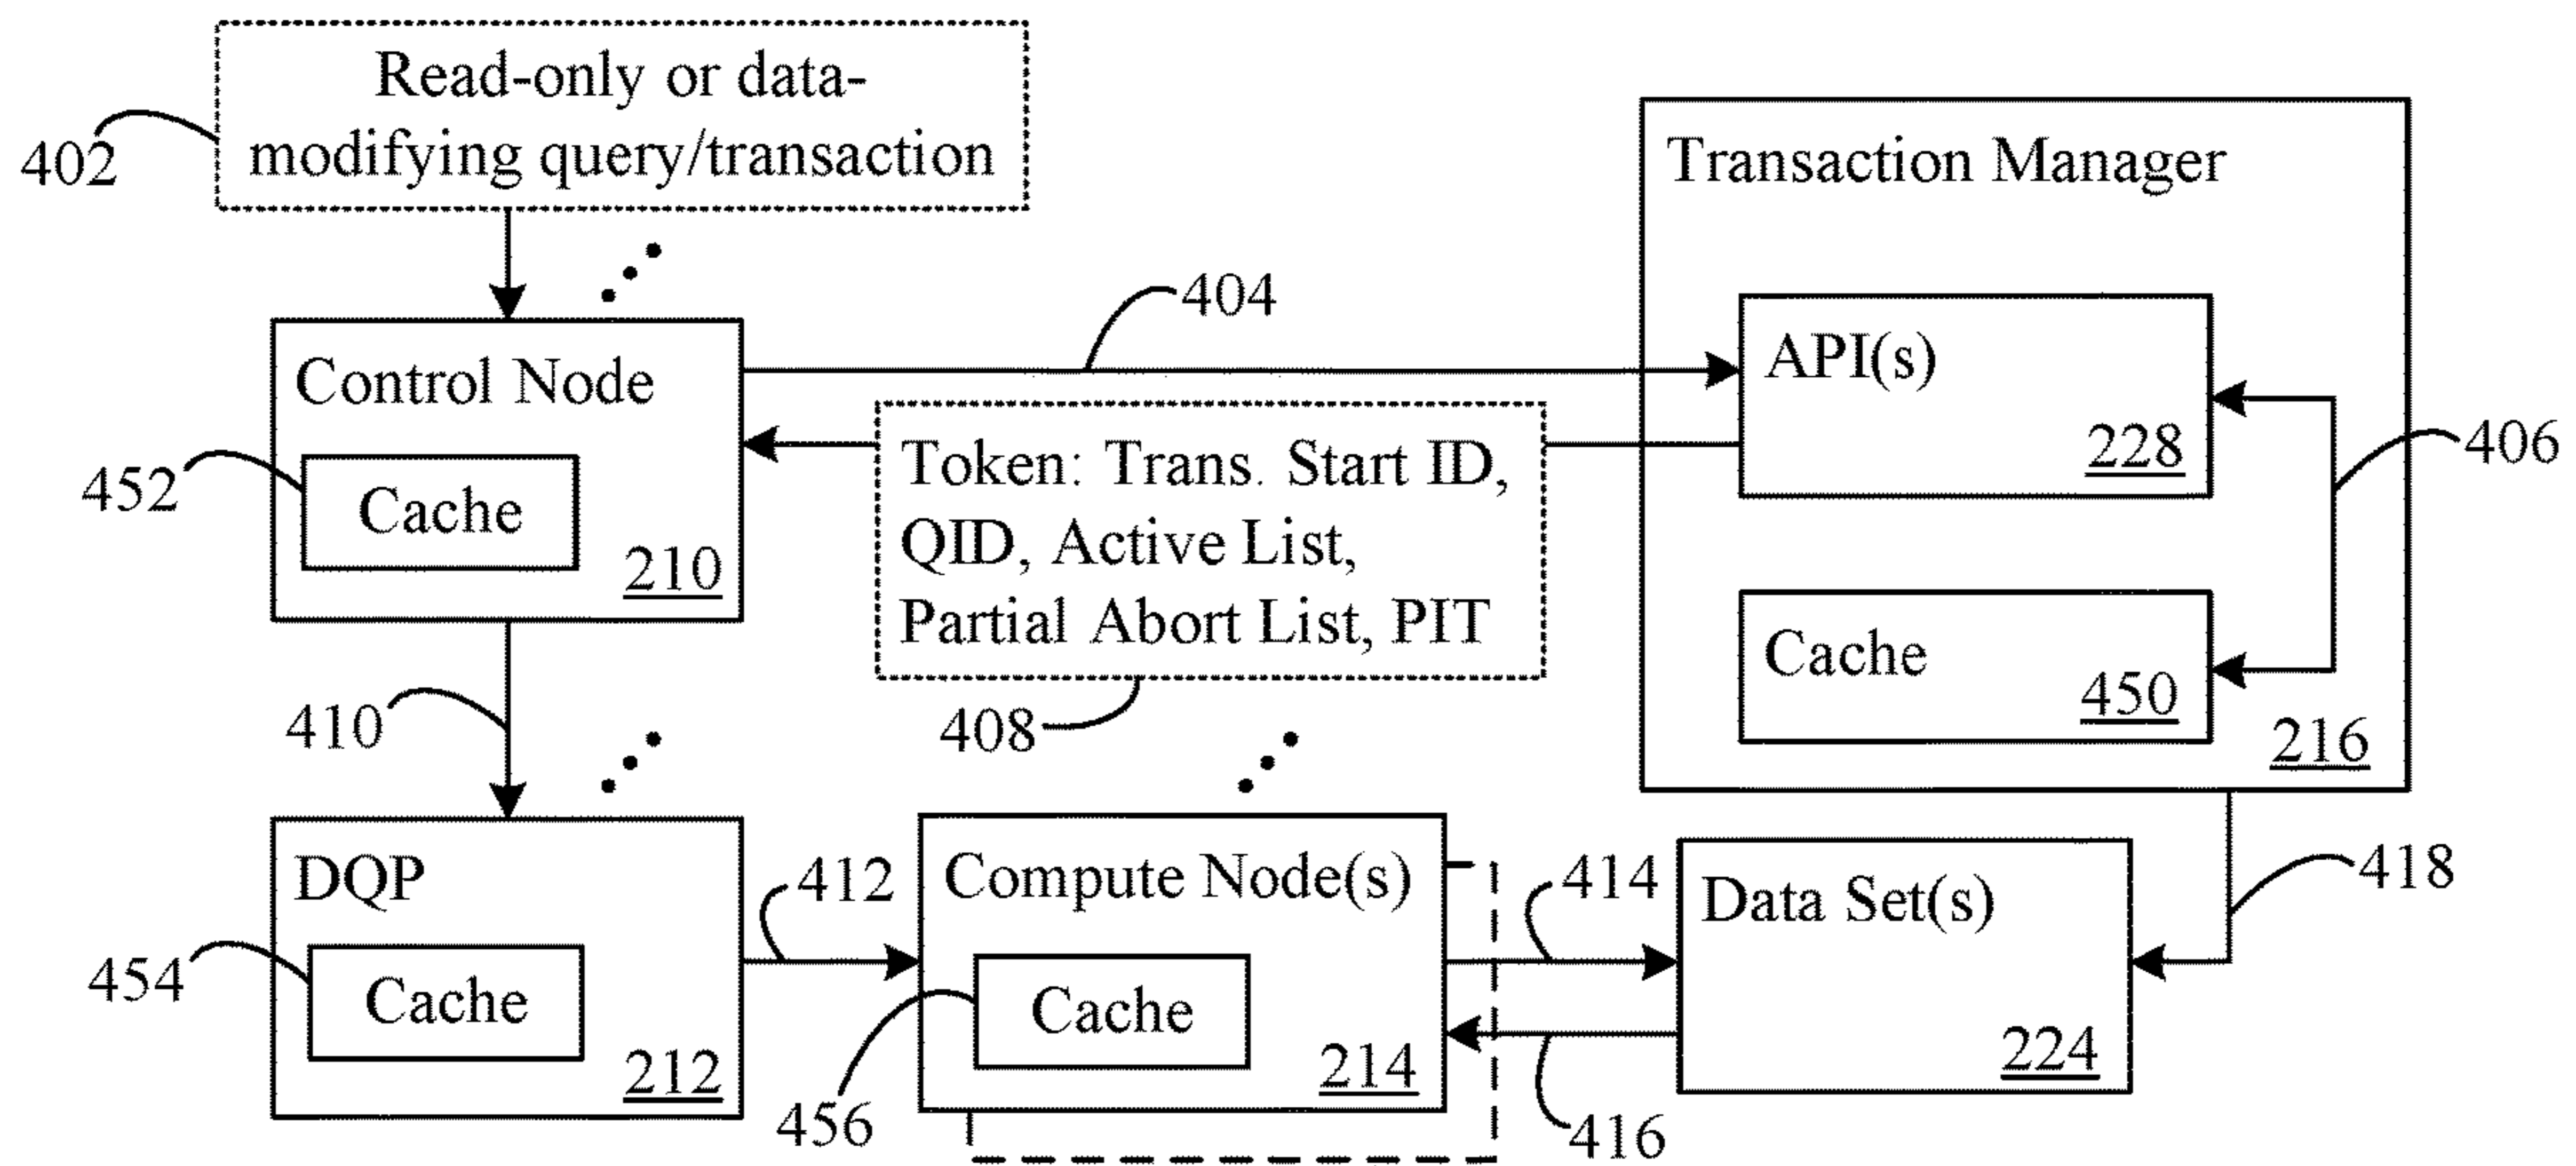 Read-only or data-
modifying query/transaction
402
Transaction Manager
404
API(s)
228
406
Control Node
452
Cache
210
Token: Trans. Start ID,
QID, Active List,
Partial Abort List, PIT
408
Cache
450
216
410
DQP
454
Cache
212
412
Compute Node(s)
456
Cache
214
414
416
Data Set(s)
224
418